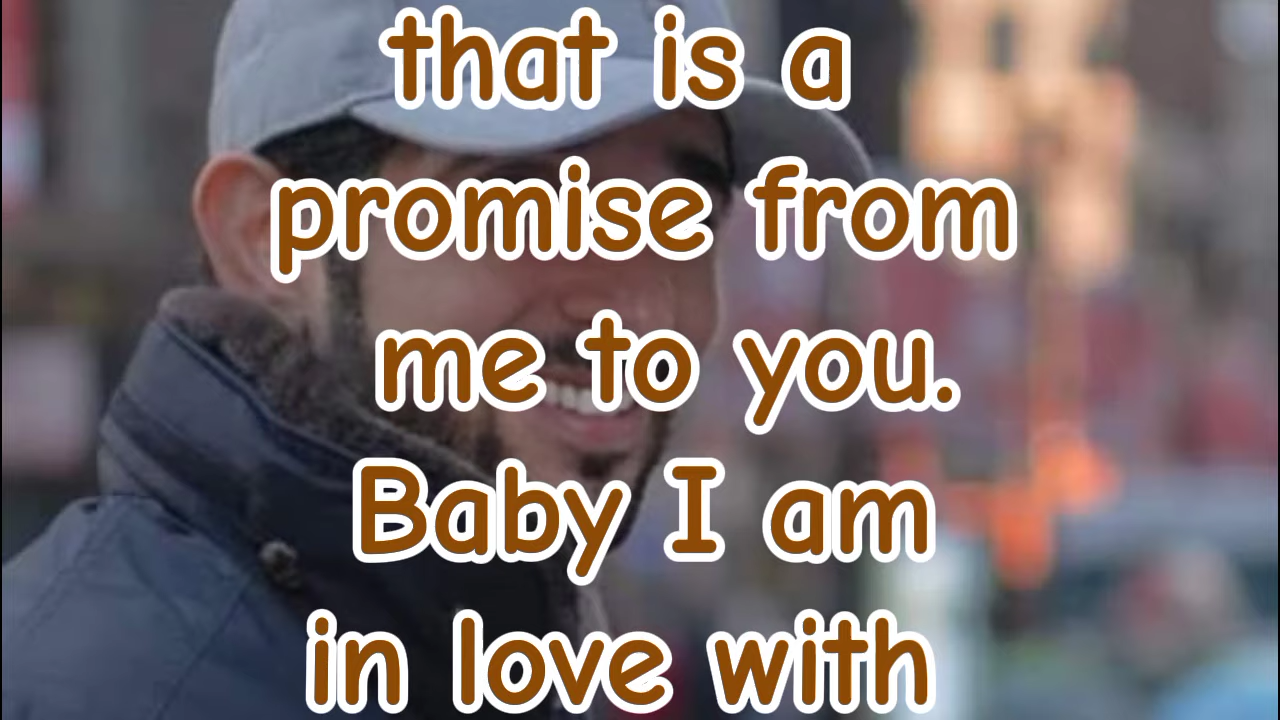 that is a
promise from
me to you.
Baby I am
in love with